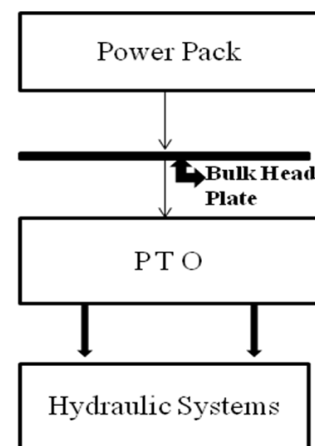 Power Pack
Bulk Head
Plate
P T O
Hydraulic Systems